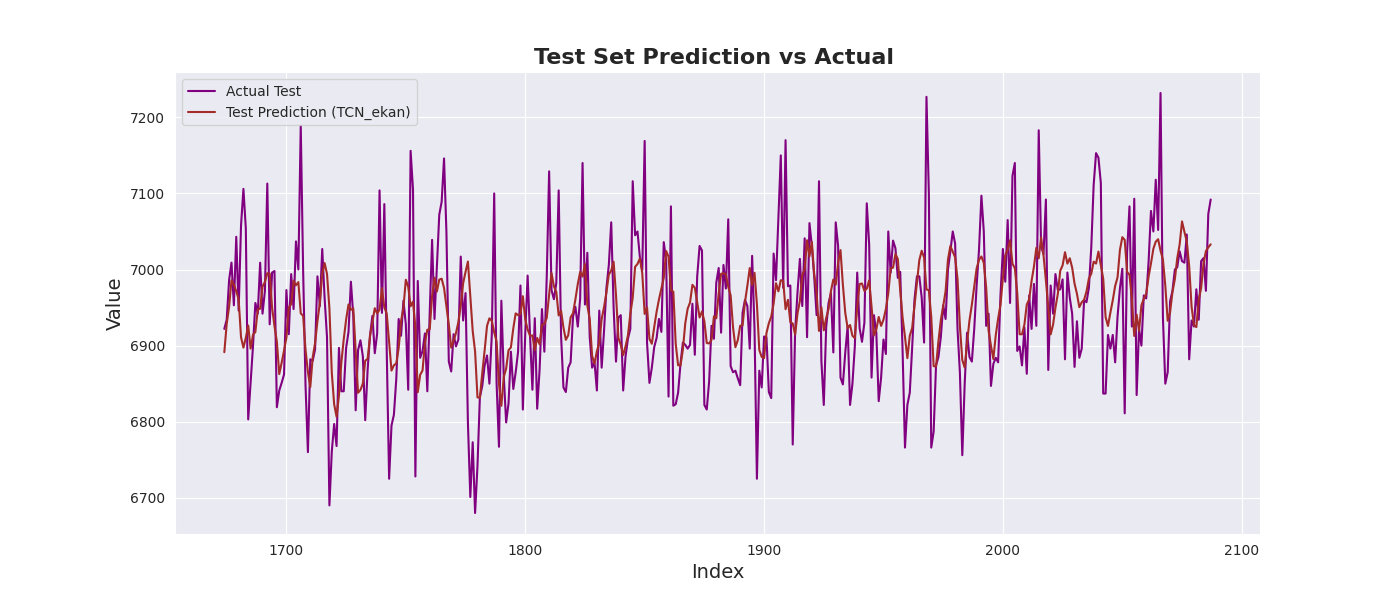 Test Set Prediction vs Actual
Actual Test
Test Prediction (TCN_ekan)
Value
7200
7100
7000
6900
6800
6700
1700 1800 1900 2000 2100
Index